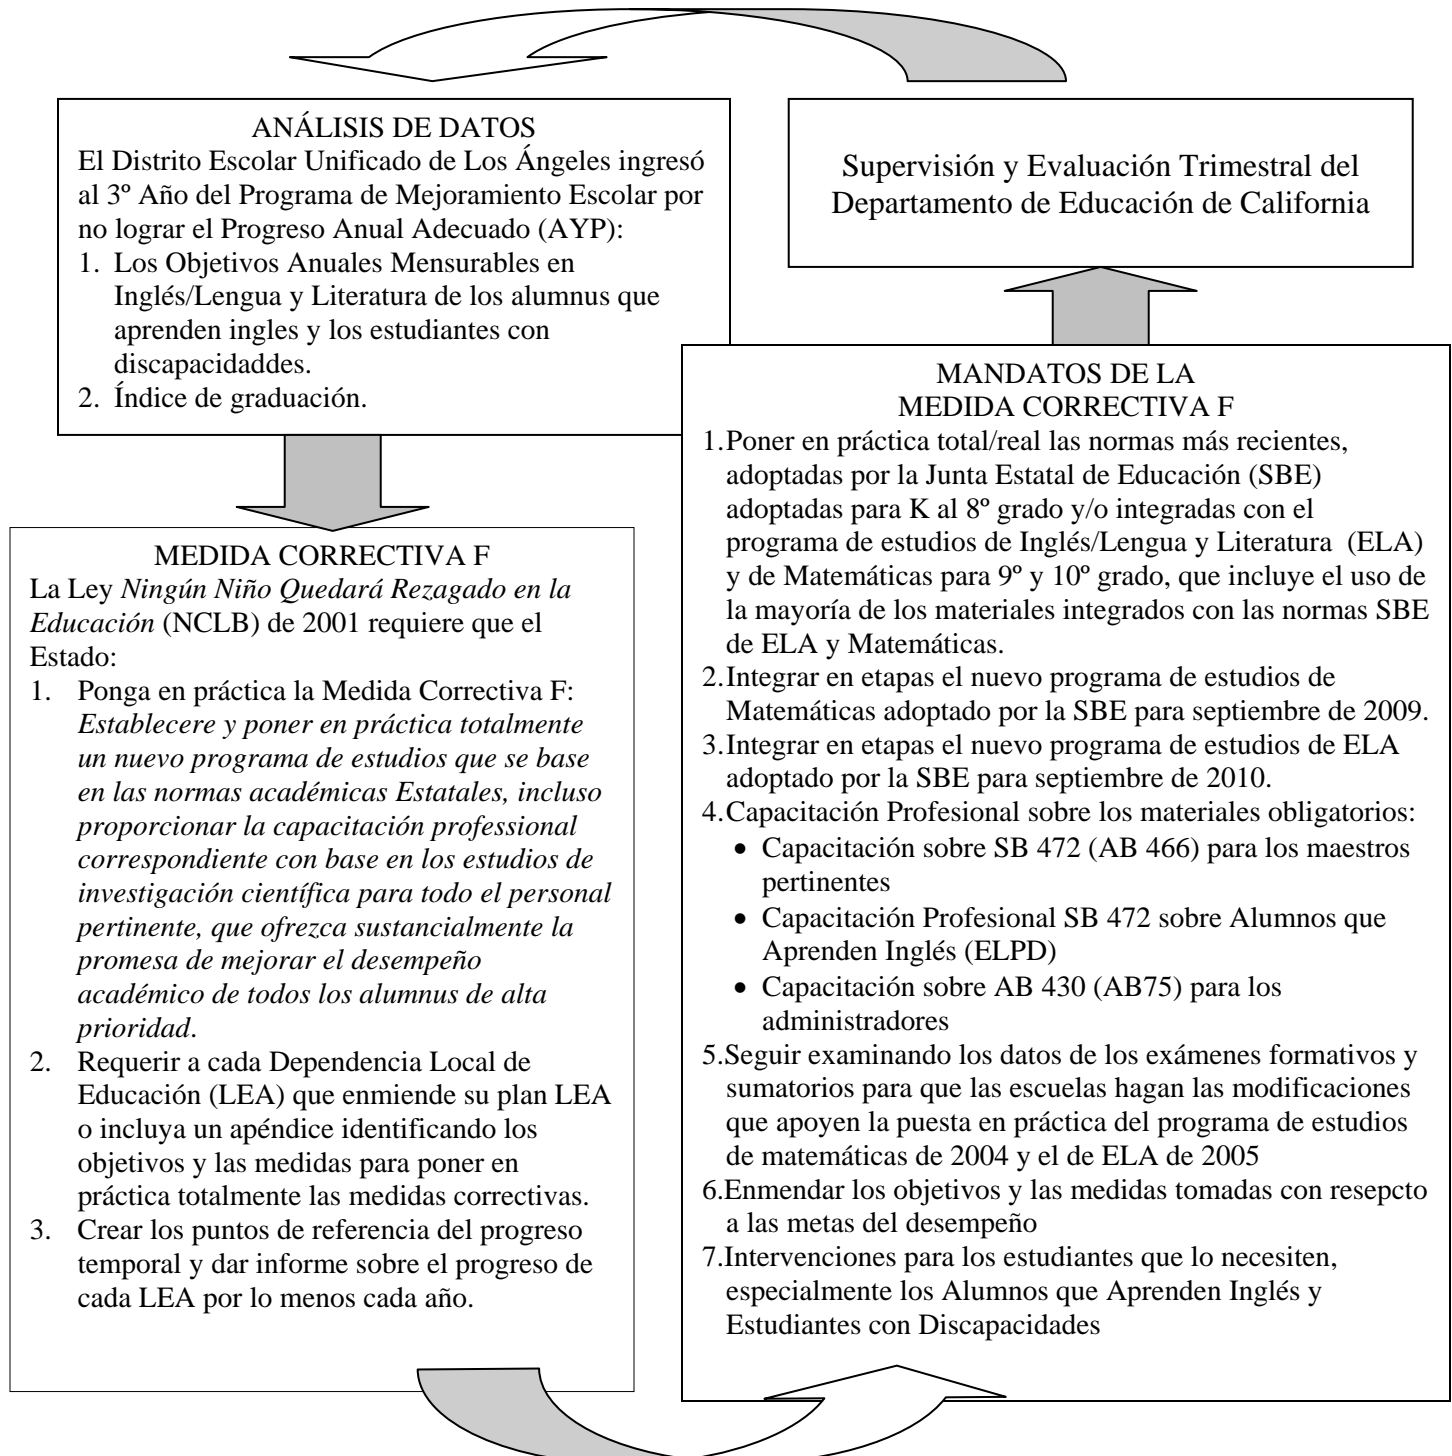 ANÁLISIS DE DATOS
El Distrito Escolar Unificado de Los Ángeles ingresó
al 3º Año del Programa de Mejoramiento Escolar por
no lograr el Progreso Anual Adecuado (AYP):
1. Los Objetivos Anuales Mensurables en
Inglés/Lengua y Literatura de los alumnus que
aprenden ingles y los estudiantes con
discapacidaddes.
2. Índice de graduación.
Supervisión y Evaluación Trimestral del
Departamento de Educación de California
MEDIDA CORRECTIVA F
La Ley Ningún Niño Quedará Rezagado en la
Educación (NCLB) de 2001 requiere que el
Estado:
1. Ponga en práctica la Medida Correctiva F:
Establecere y poner en práctica totalmente
un nuevo programa de estudios que se base
en las normas académicas Estatales, incluso
proporcionar la capacitación professional
correspondiente con base en los estudios de
investigación científica para todo el personal
pertinente, que ofrezca sustancialmente la
promesa de mejorar el desempeño
académico de todos los alumnus de alta
prioridad.
2. Requerir a cada Dependencia Local de
Educación (LEA) que enmiende su plan LEA
o incluya un apéndice identificando los
objetivos y las medidas para poner en
práctica totalmente las medidas correctivas.
3. Crear los puntos de referencia del progreso
temporal y dar informe sobre el progreso de
cada LEA por lo menos cada año.
MANDATOS DE LA
MEDIDA CORRECTIVA F
1.Poner en práctica total/real las normas más recientes,
adoptadas por la Junta Estatal de Educación (SBE)
adoptadas para K al 8º grado y/o integradas con el
programa de estudios de Inglés/Lengua y Literatura (ELA)
y de Matemáticas para 9º y 10º grado, que incluye el uso de
la mayoría de los materiales integrados con las normas SBE
de ELA y Matemáticas.
2.Integrar en etapas el nuevo programa de estudios de
Matemáticas adoptado por la SBE para septiembre de 2009.
3.Integrar en etapas el nuevo programa de estudios de ELA
adoptado por la SBE para septiembre de 2010.
4.Capacitación Profesional sobre los materiales obligatorios:
• Capacitación sobre SB 472 (AB 466) para los maestros
pertinentes
• Capacitación Profesional SB 472 sobre Alumnos que
Aprenden Inglés (ELPD)
• Capacitación sobre AB 430 (AB75) para los
administradores
5.Seguir examinando los datos de los exámenes formativos y
sumatorios para que las escuelas hagan las modificaciones
que apoyen la puesta en práctica del programa de estudios
de matemáticas de 2004 y el de ELA de 2005
6.Enmendar los objetivos y las medidas tomadas con resepcto
a las metas del desempeño
7.Intervenciones para los estudiantes que lo necesiten,
especialmente los Alumnos que Aprenden Inglés y
Estudiantes con Discapacidades